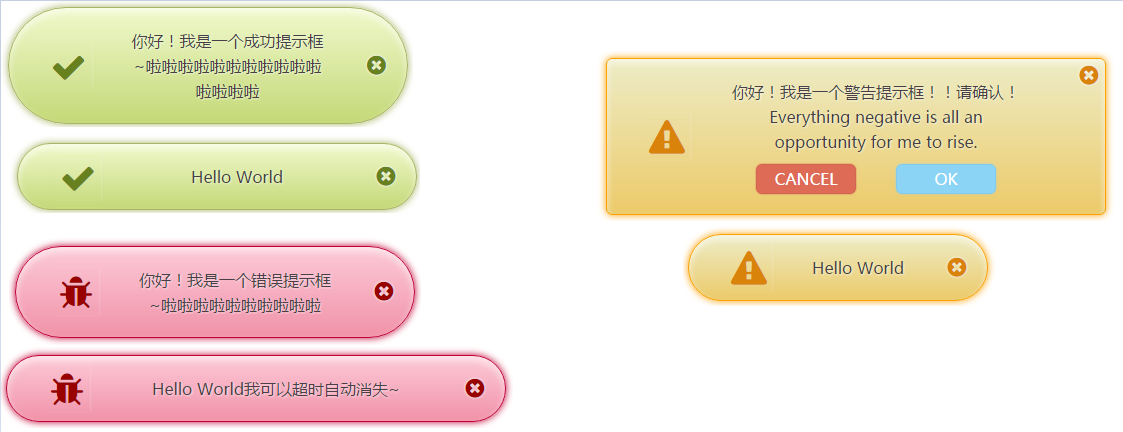 你好！我是一个成功提示框
~啦啦啦啦啦啦啦啦啦啦啦
啦啦啦啦
Hello World
你好！我是一个错误提示框
~啦啦啦啦啦啦啦啦啦啦
Hello World我可以超时自动消失~
你好！我是一个警告提示框！！请确认！
Everything negative is all an
opportunity for me to rise.
CANCEL OK
Hello World